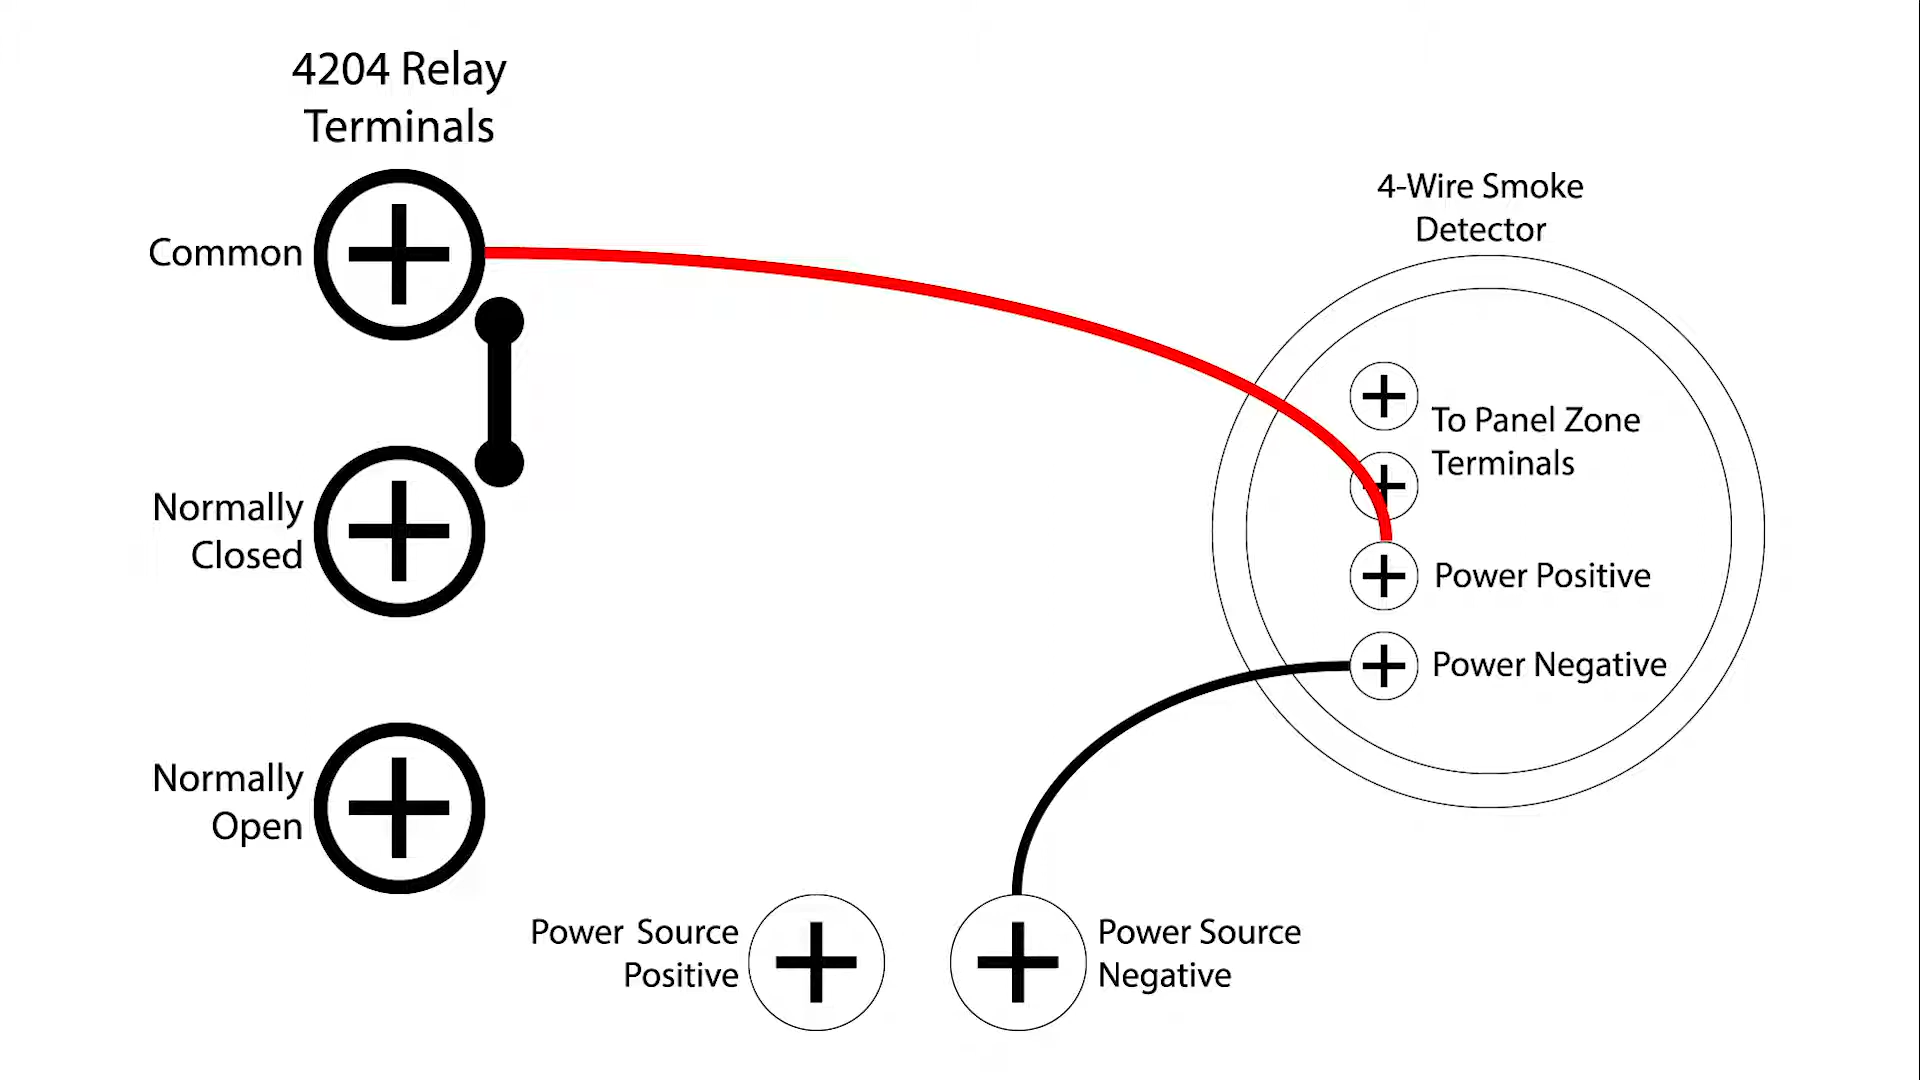 4204 Relay
Terminals
Common
Normally
Closed
Normally
Open
4-Wire Smoke
Detector
To Panel Zone
Terminals
Power Positive
Power Negative
Power Source
Positive
Power Source
Negative